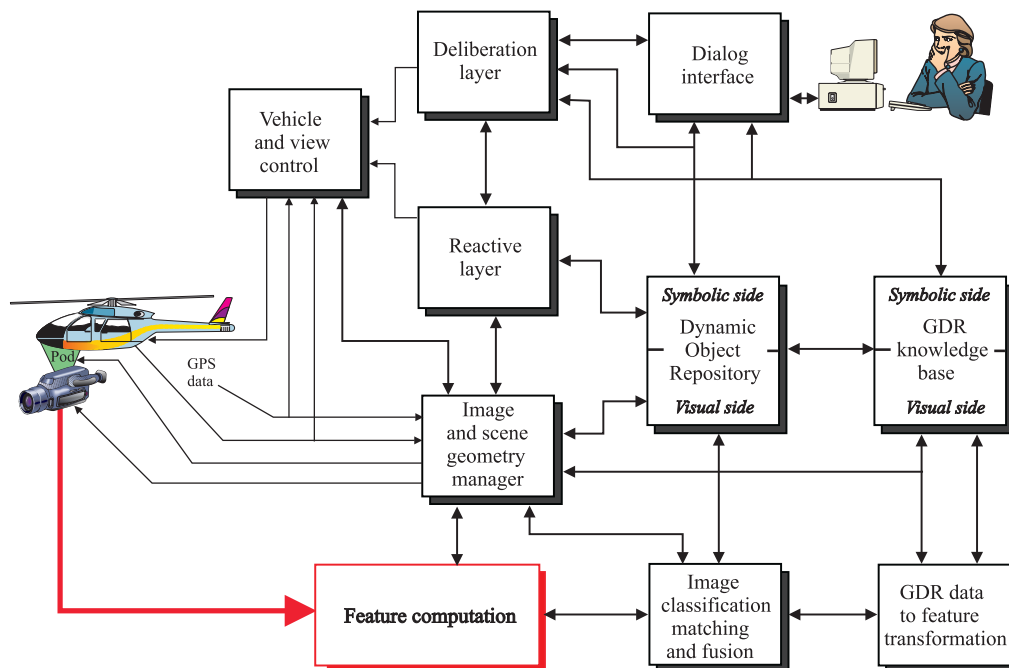 Deliberation
layer
Dialog
interface
Vehicle
and view
control
Reactive
layer
Symbolic side
Dynamic
Object
Repository
Visual side
Symbolic side
GDR
knowledge
base
Visual side
Pod
GPS
data
Image
and scene
geometry
manager
Feature computation
Image
classification
matching
and fusion
GDR data
to feature
transformation